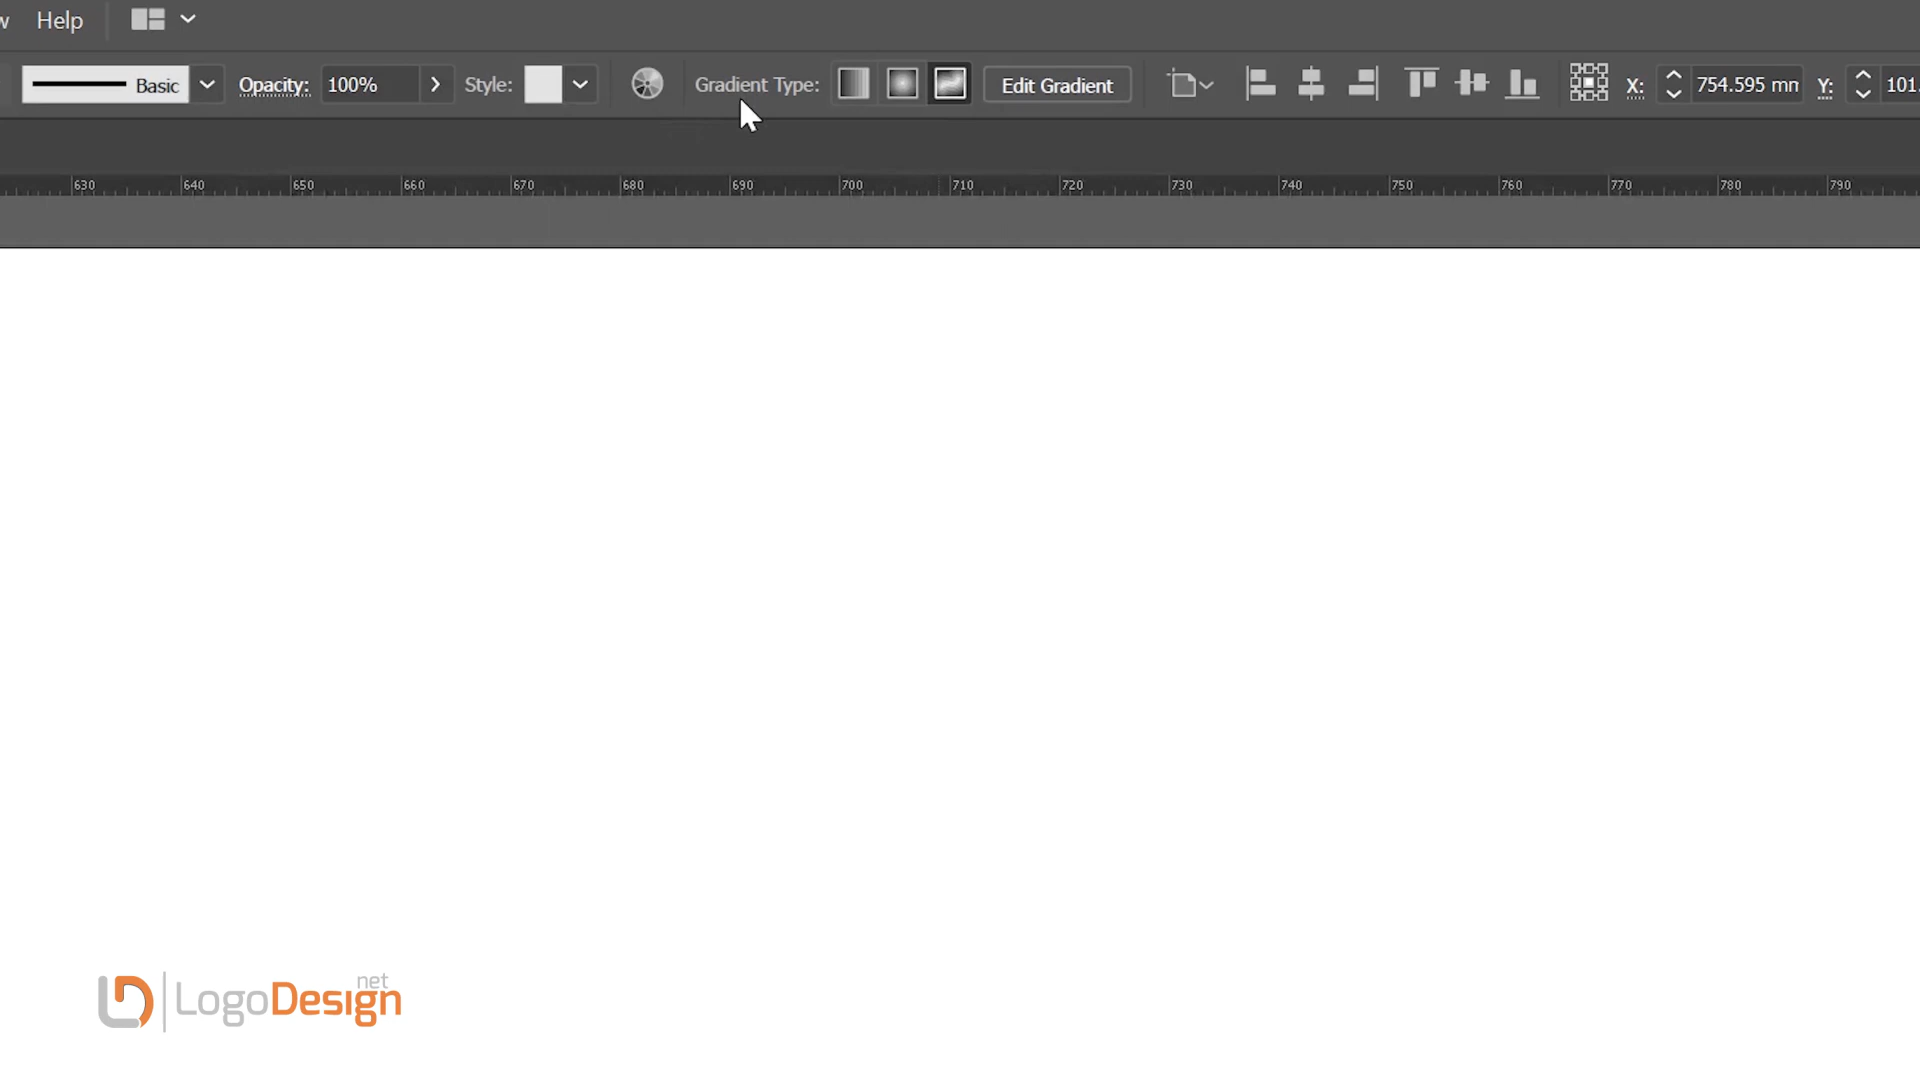 Help
Basic Opacity: 100% Style: Gradient Type: Edit Gradient X: 754.595 mm Y: 101.
630 640 650 660 670 680 690 700 710 720 730 740 750 760 770 780 790
LogoDesign
net